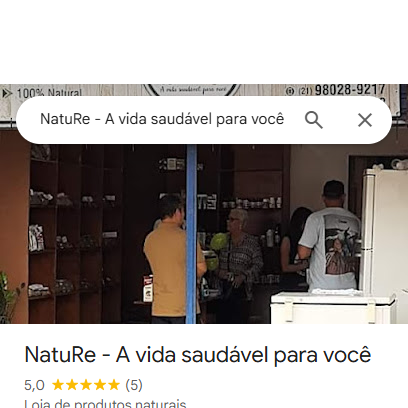 100% Natural
A vida saudável para você
(21) 98028-9217
NatuRe - A vida saudável para você
NatuRe - A vida saudável para você
5,0 (5)
Loja de produtos naturais